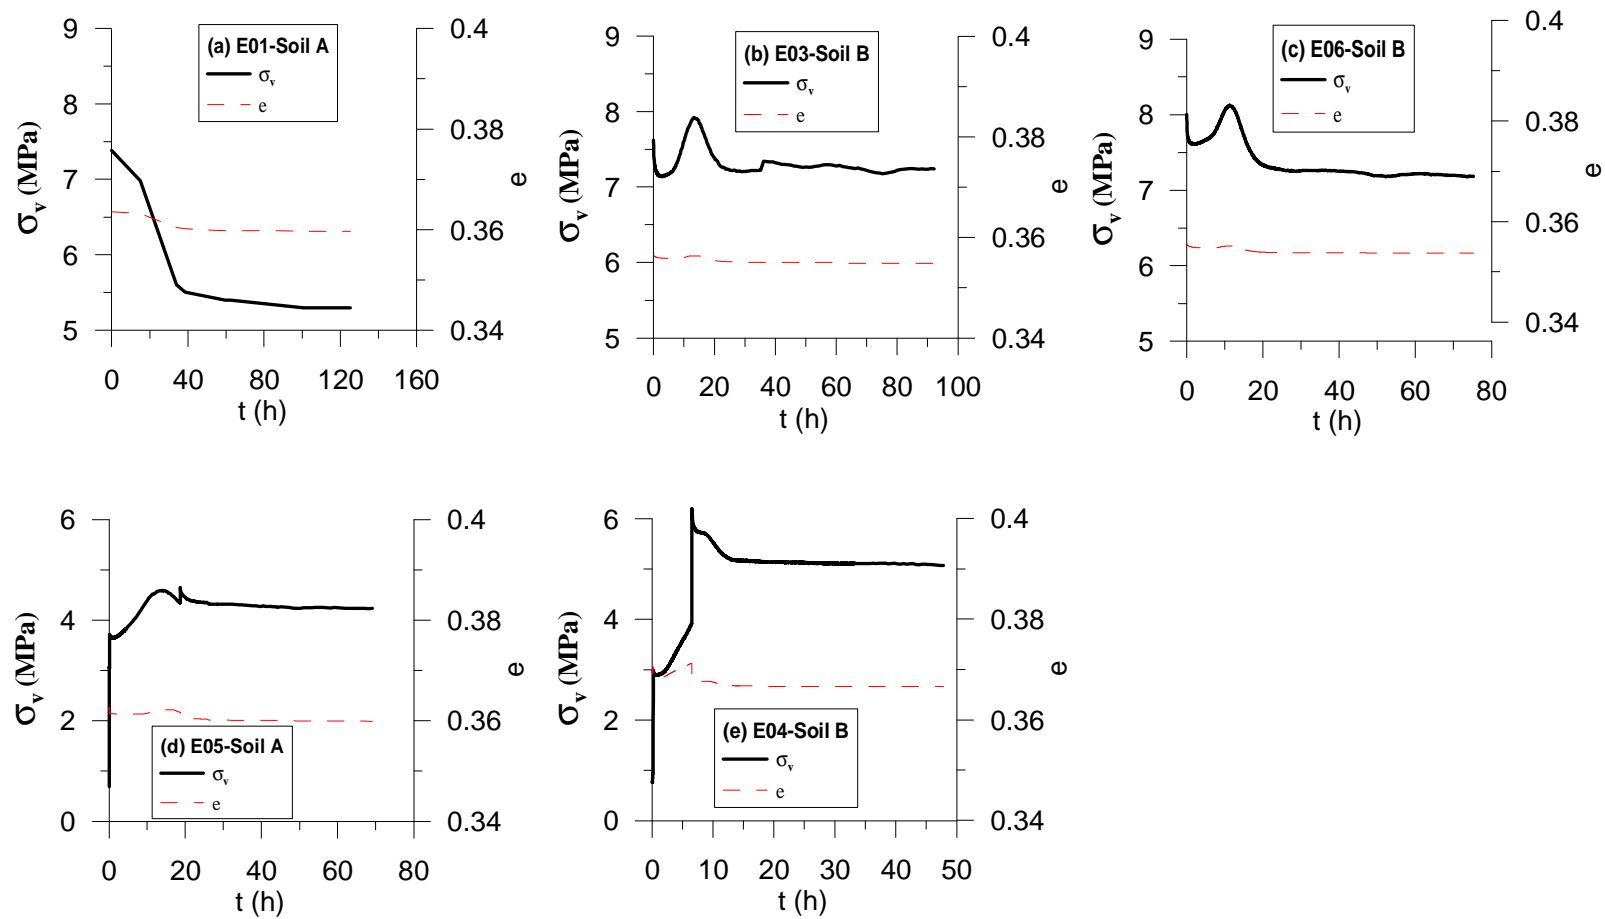 (a) E01-Soil A
σv
e
9
8
7
6
5
σv (MPa)
0.4
0.38
0.36
0.34
e
0 40 80 120 160
t (h)
(b) E03-Soil B
σv
e
9
8
7
6
5
σv (MPa)
0.4
0.38
0.36
0.34
e
0 20 40 60 80 100
t (h)
(c) E06-Soil B
σv
e
9
8
7
6
5
σv (MPa)
0.4
0.38
0.36
0.34
e
0 20 40 60 80
t (h)
(d) E05-Soil A
σv
e
6
4
2
0
σv (MPa)
0.4
0.38
0.36
0.34
e
0 20 40 60 80
t (h)
(e) E04-Soil B
σv
e
6
4
2
0
σv (MPa)
0.4
0.38
0.36
0.34
e
0 10 20 30 40 50
t (h)